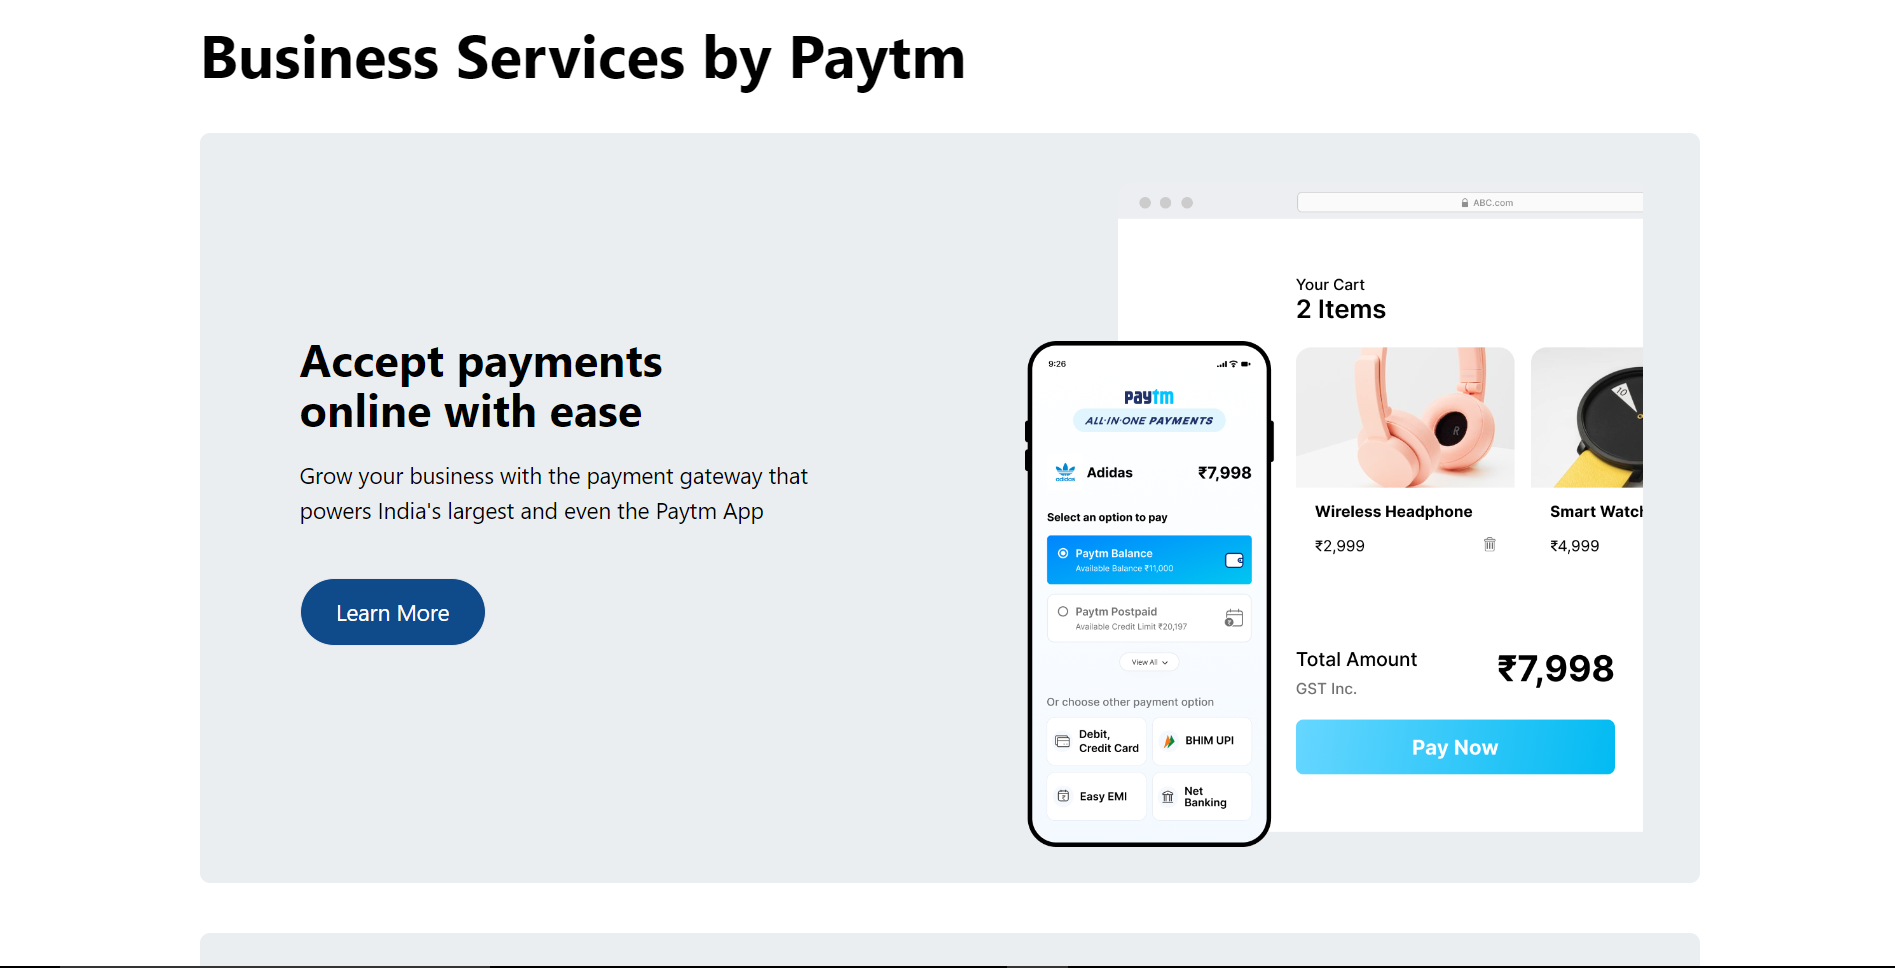 Business Services by Paytm
Accept payments
online with ease
Grow your business with the payment gateway that
powers India's largest and even the Paytm App
Learn More
ABC.com
Your Cart
2 Items
10
R
Wireless Headphone
₹2,999
Smart Watch
₹4,999
Total Amount
GST Inc.
₹7,998
Pay Now
9:26
paytm
ALL-IN-ONE PAYMENTS
adidas
Adidas
₹7,998
Select an option to pay
Paytm Balance
Available Balance ₹11,000
Paytm Postpaid
Available Credit Limit ₹20,197
View All
Or choose other payment option
Debit,
Credit Card
BHIM UPI
Easy EMI
Net
Banking